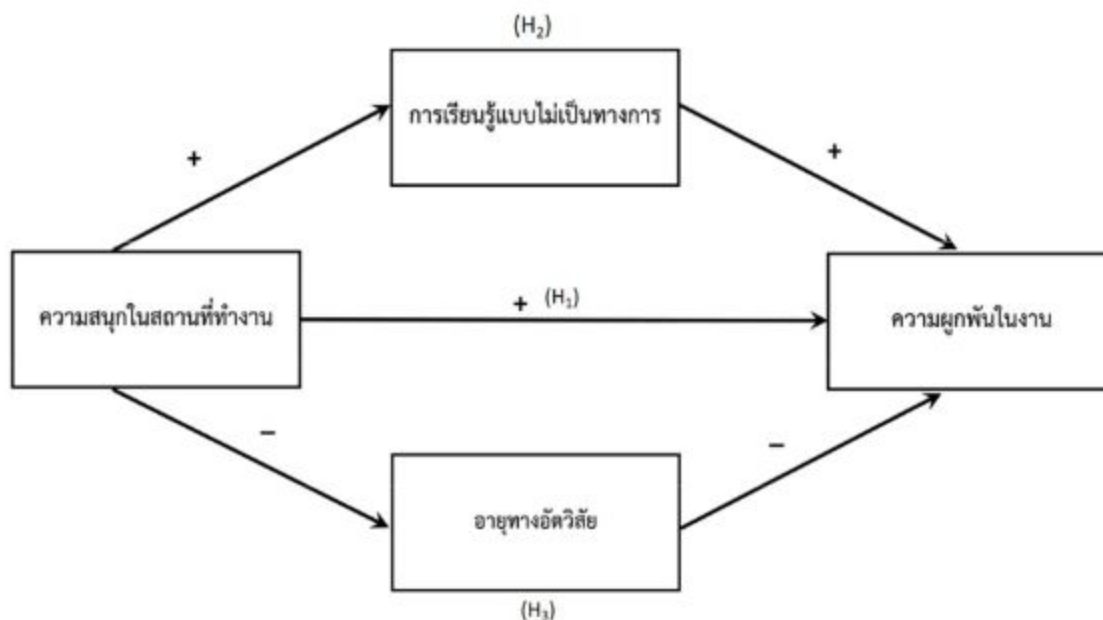 (H₂)
การเรียนรู้แบบไม่เป็นทางการ
+
+
ความสนุกในสถานที่ทำงาน
+ (H₁)
ความผูกพันในงาน
–
–
อายุทางอัตวิสัย
(H₃)